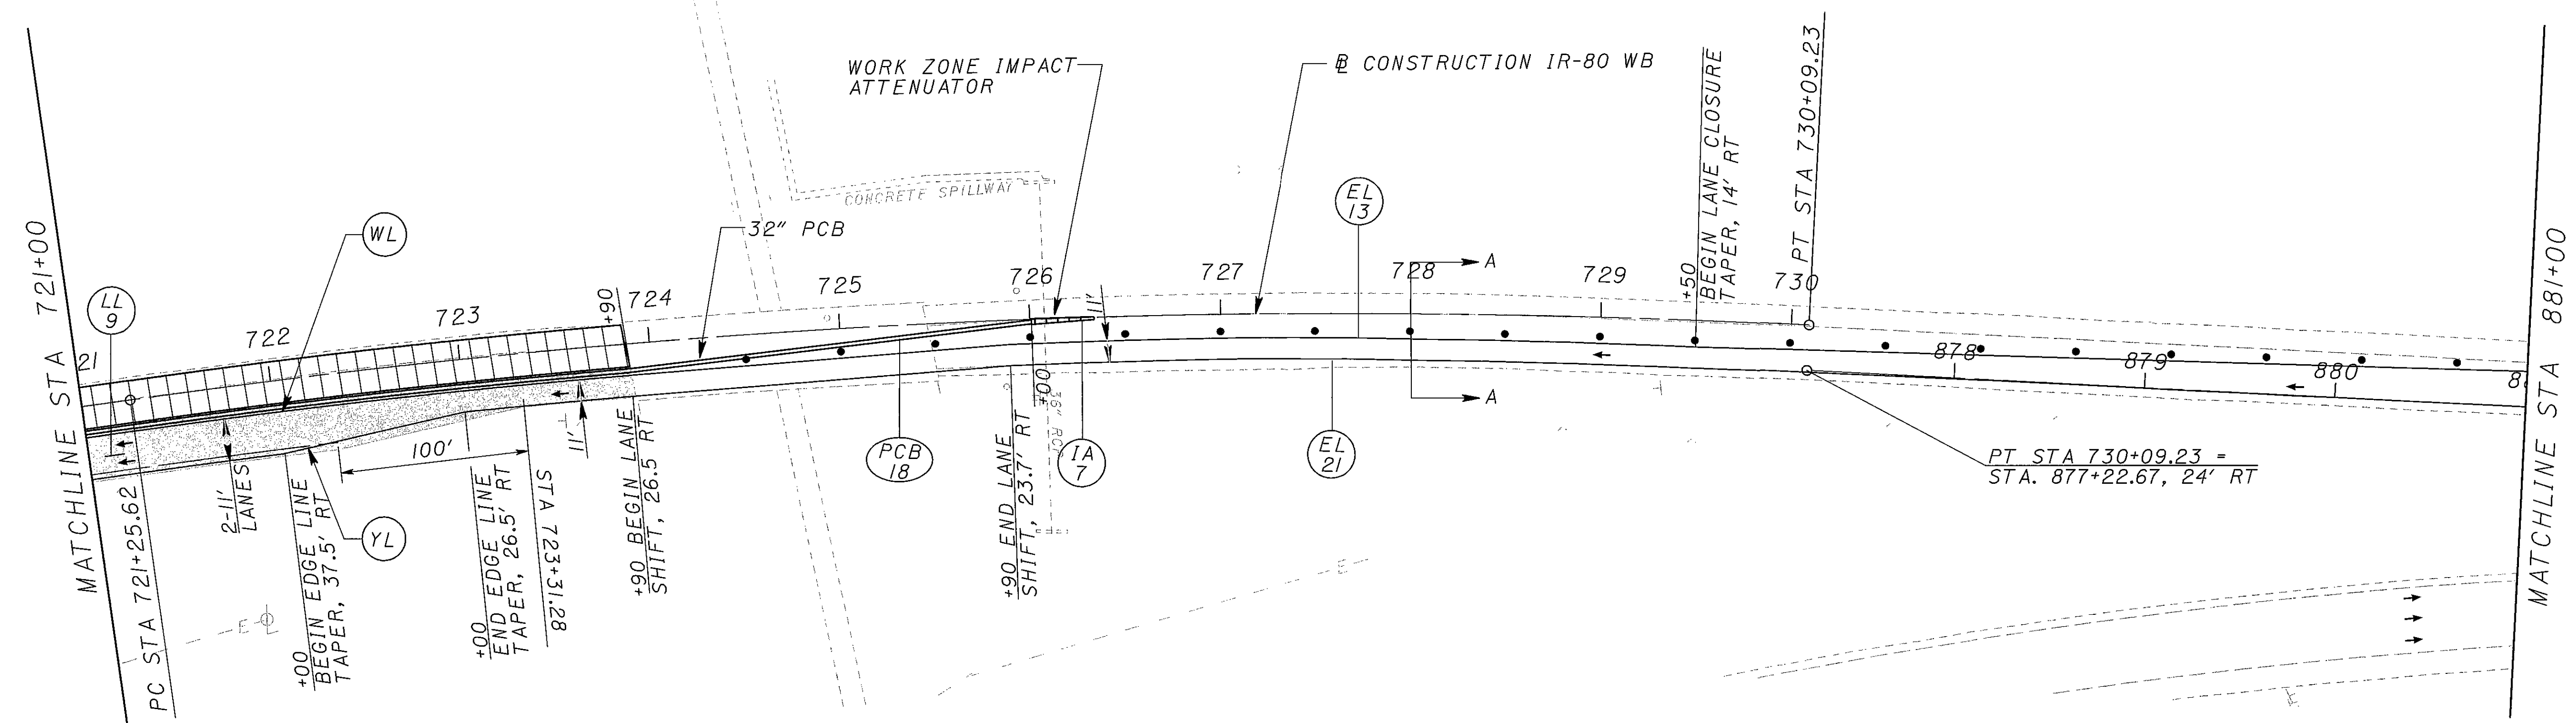 MATCHLINE STA 721+00
LL
9
21
PC STA 721+25.62
722
WL
2-11'
LANES
+00
BEGIN EDGE LINE
TAPER, 37.5' RT
YL
100'
723
+00
END EDGE LINE
TAPER, 26.5' RT
STA 723+31.28
11'
+90
724
+90 BEGIN LANE
SHIFT, 26.5 RT
32" PCB
725
CONCRETE SPILLWAY
WORK ZONE IMPACT
ATTENUATOR
PCB
18
726
+90 END LANE
SHIFT, 23.7' RT
+00
36" RCP
IA
7
11'
727
CONSTRUCTION IR-80 WB
EL
13
EL
21
728
A
A
729
+50
BEGIN LANE CLOSURE
TAPER, 14' RT
730
PT STA 730+09.23
878
879
880
PT STA 730+09.23 =
STA. 877+22.67, 24' RT
E
E
MATCHLINE STA 881+00